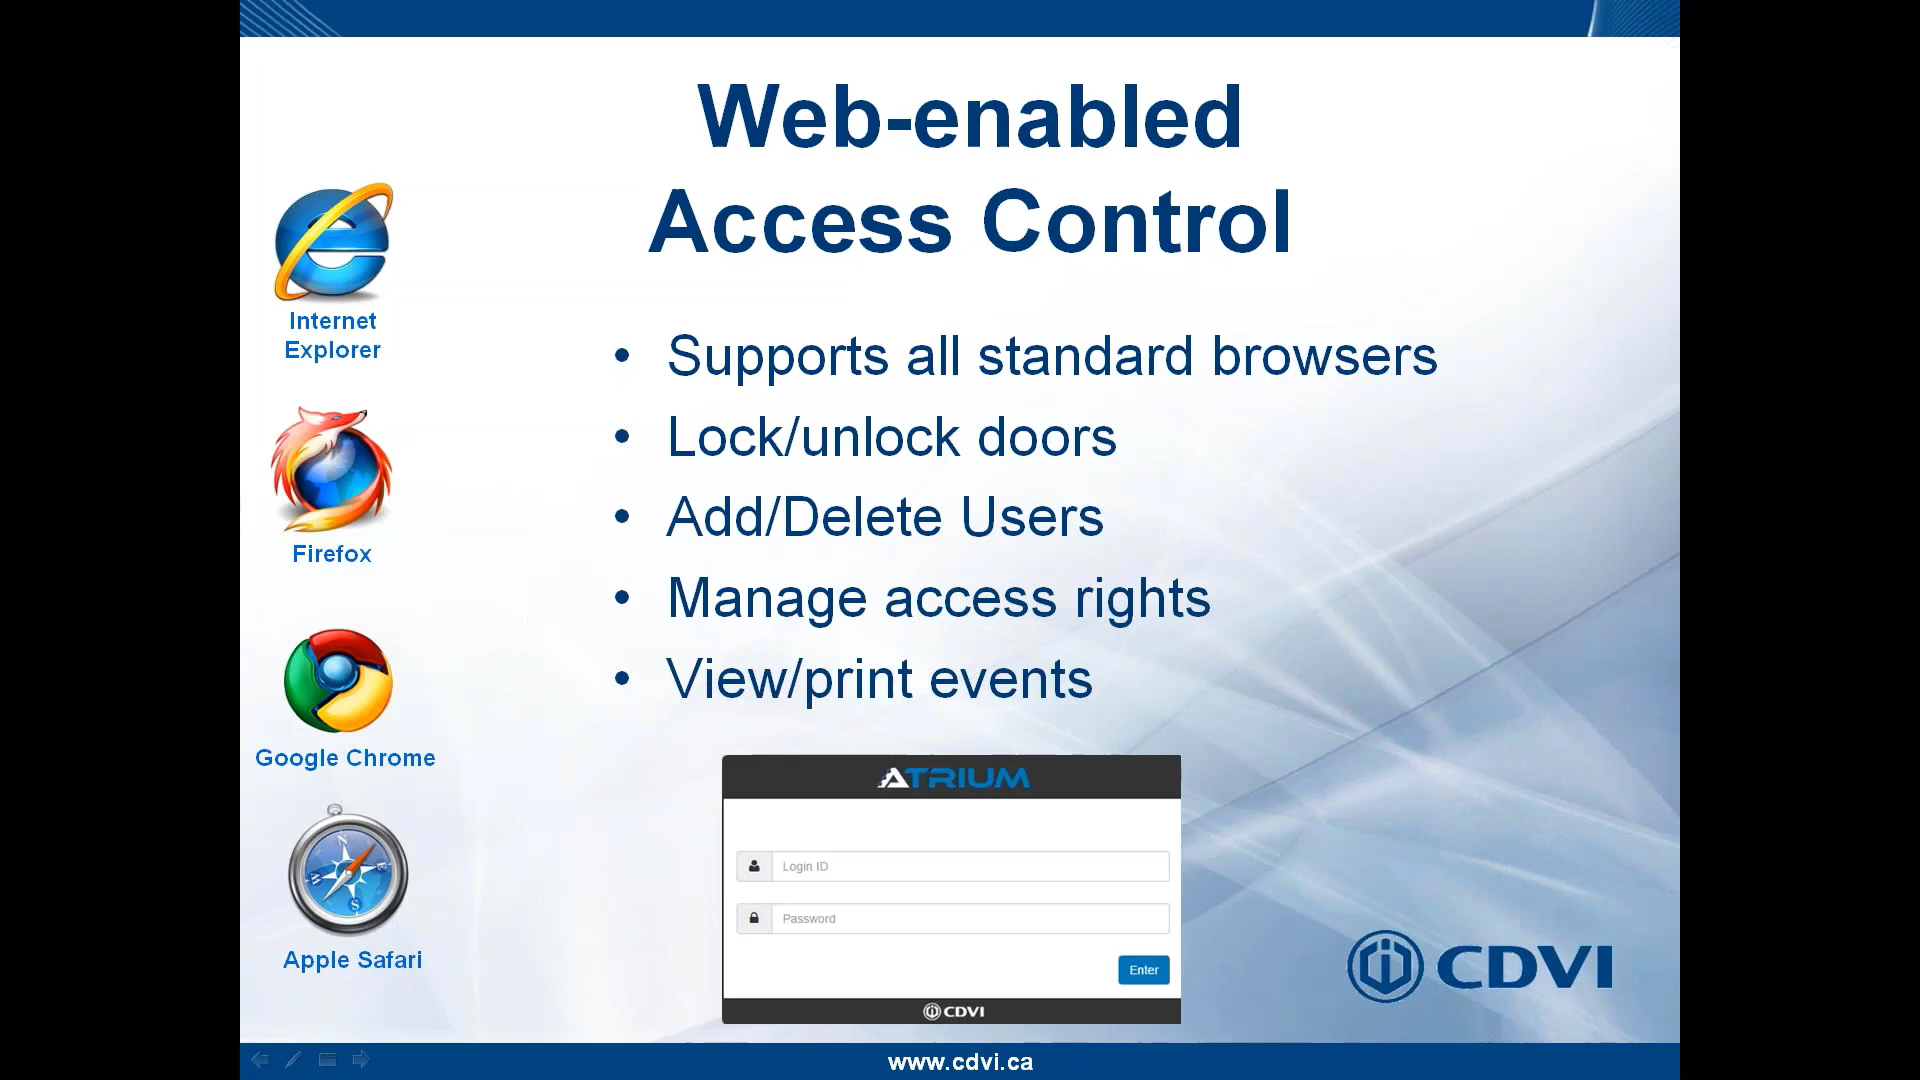 Web-enabled
Access Control
Internet
Explorer
Firefox
Google Chrome
Apple Safari
• Supports all standard browsers
• Lock/unlock doors
• Add/Delete Users
• Manage access rights
• View/print events
ATRIUM
Login ID
Password
Enter
CDVI
CDVI
www.cdvi.ca